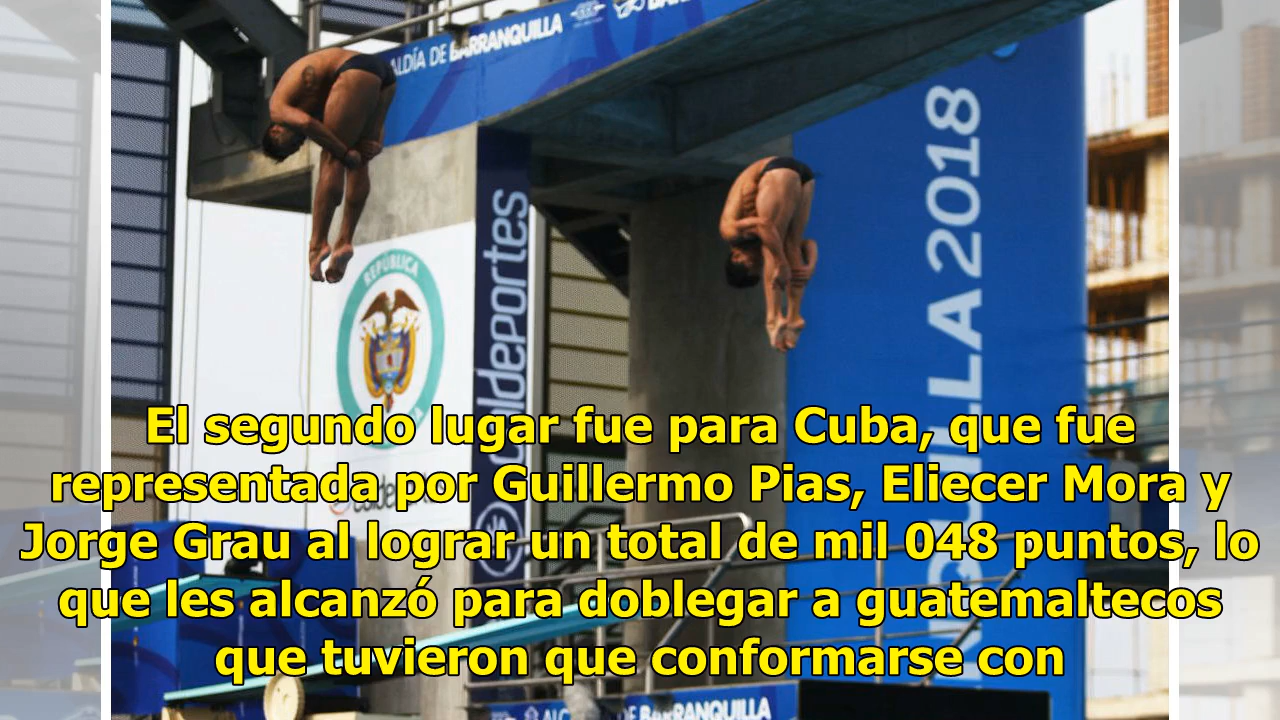 ALDÍA DE BARRANQUILLA
REPÚBLICA
coldeportes
2018
El segundo lugar fue para Cuba, que fue
representada por Guillermo Pias, Eliecer Mora y
Jorge Grau al lograr un total de mil 048 puntos, lo
que les alcanzó para doblegar a guatemaltecos
que tuvieron que conformarse con
DE BARRANQUILLA